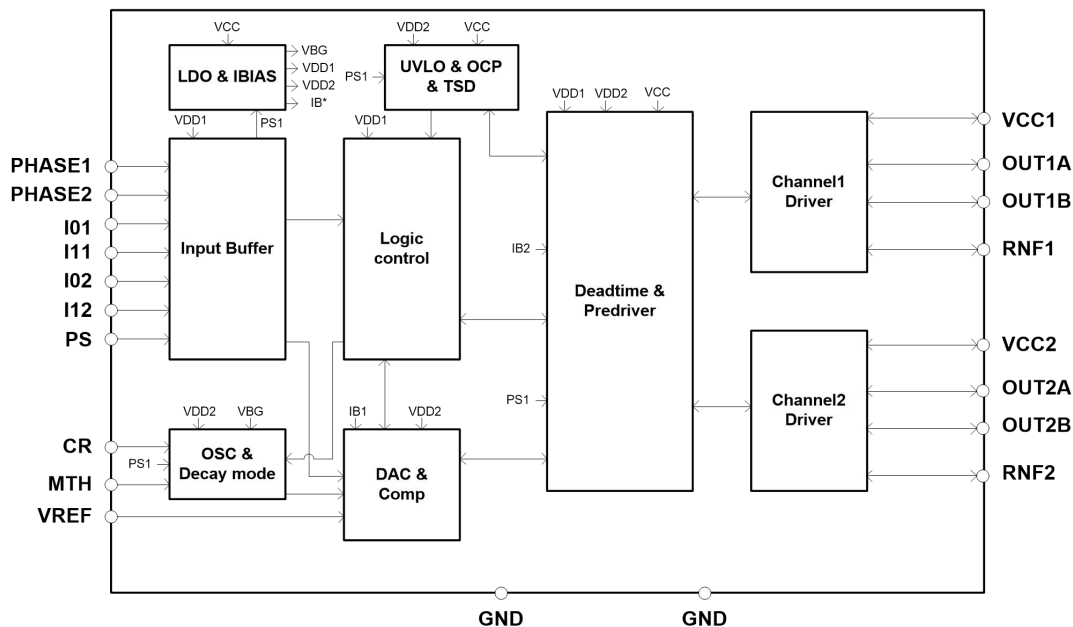 VCC
VDD2
VCC
LDO & IBIAS
VBG
VDD1
VDD2
IB*
PS1
UVLO & OCP
& TSD
VDD1
PS1
VDD1
VDD1
VDD2
VCC
PHASE1
PHASE2
I01
I11
I02
I12
PS
Input Buffer
Logic
control
IB2
Deadtime &
Predriver
PS1
Channel1
Driver
VCC1
OUT1A
OUT1B
RNF1
Channel2
Driver
VCC2
OUT2A
OUT2B
RNF2
VDD2
VBG
IB1
VDD2
CR
PS1
MTH
VREF
OSC &
Decay mode
DAC &
Comp
GND
GND